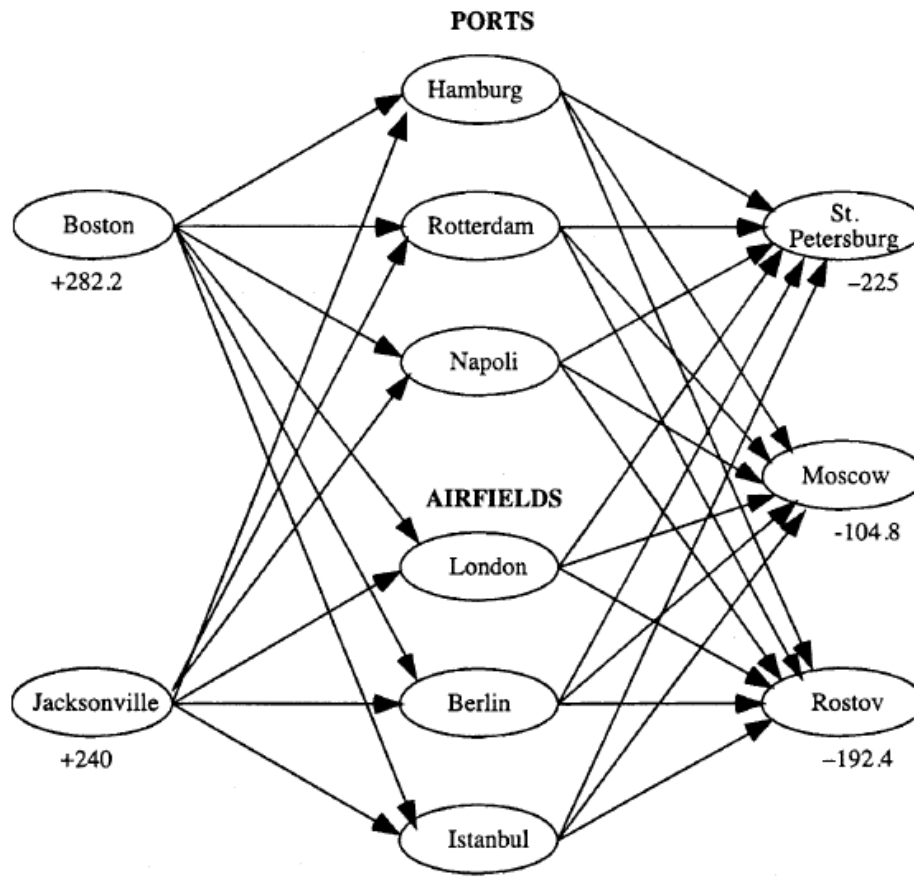 PORTS
Hamburg
Boston
+282.2
Rotterdam
St.
Petersburg
–225
Napoli
Moscow
-104.8
AIRFIELDS
London
Jacksonville
+240
Berlin
Rostov
–192.4
Istanbul